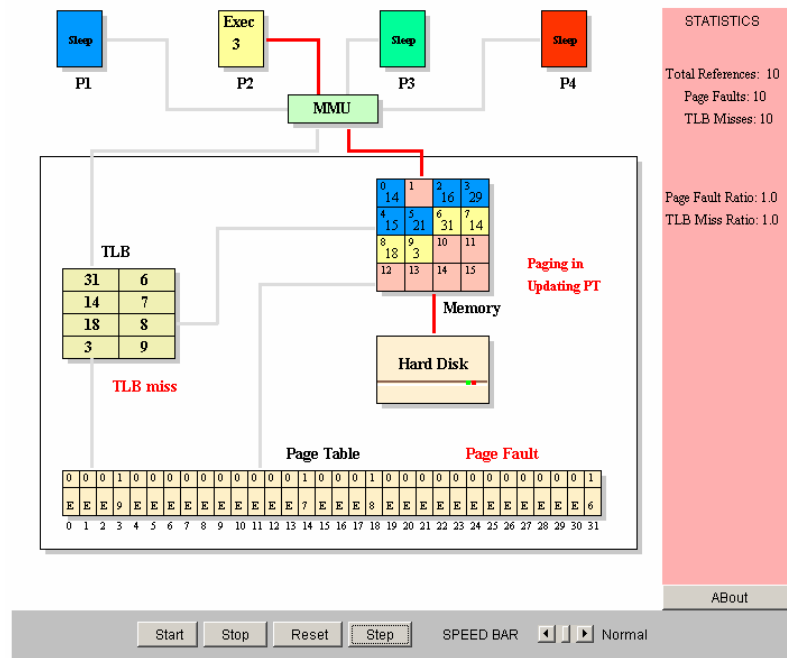 Sleep Exec 3 Sleep Sleep
P1 P2 P3 P4
MMU
0 14 1 2 16 3 29
4 15 5 21 6 31 7 14
8 18 9 3 10 11
12 13 14 15
Memory
Paging in
Updating PT
TLB
31 6
14 7
18 8
3 9
TLB miss
Hard Disk
Page Table Page Fault
0 0 0 1 0 0 0 0 0 0 0 0 0 0 1 0 0 0 1 0 0 0 0 0 0 0 0 0 0 0 0 1
E E E 9 E E E E E E E E E E 7 E E E 8 E E E E E E E E E E E E 6
0 1 2 3 4 5 6 7 8 9 10 11 12 13 14 15 16 17 18 19 20 21 22 23 24 25 26 27 28 29 30 31
STATISTICS
Total References: 10
Page Faults: 10
TLB Misses: 10
Page Fault Ratio: 1.0
TLB Miss Ratio: 1.0
ABout
Start Stop Reset Step SPEED BAR Normal